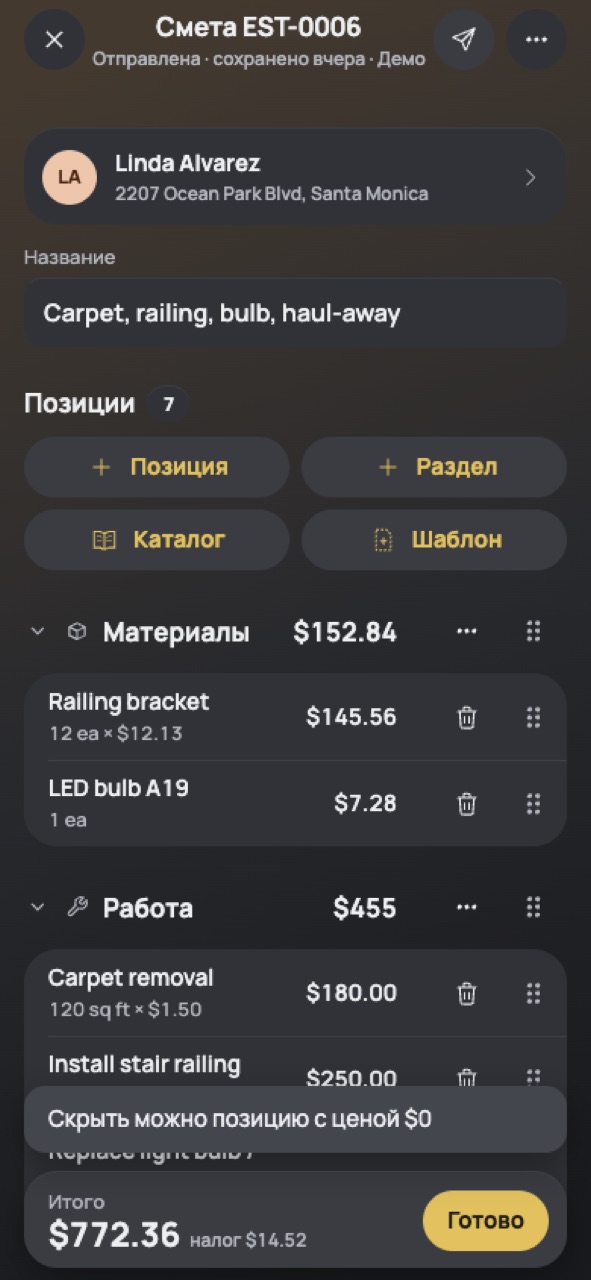 Смета EST-0006
Отправлена · сохранено вчера · Демо
LA
Linda Alvarez
2207 Ocean Park Blvd, Santa Monica
Название
Carpet, railing, bulb, haul-away
Позиции 7
+ Позиция
+ Раздел
Каталог
Шаблон
Материалы $152.84
Railing bracket
$145.56
12 ea × $12.13
LED bulb A19
$7.28
1 ea
Работа $455
Carpet removal
$180.00
120 sq ft × $1.50
Install stair railing
$250.00
Скрыть можно позицию с ценой $0
Replace light bulb
Итого
$772.36 налог $14.52
Готово